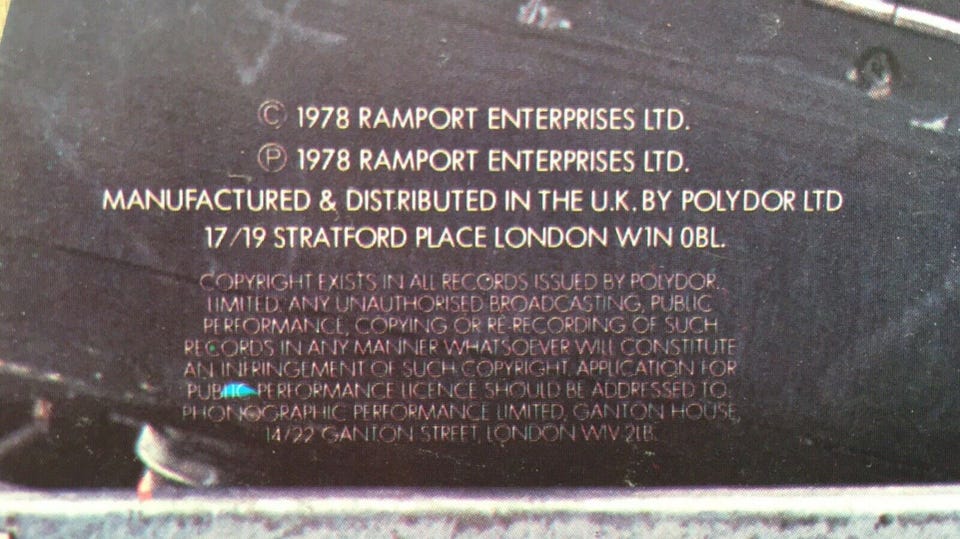 © 1978 RAMPORT ENTERPRISES LTD.
℗ 1978 RAMPORT ENTERPRISES LTD.
MANUFACTURED & DISTRIBUTED IN THE U.K. BY POLYDOR LTD
17/19 STRATFORD PLACE LONDON W1N 0BL.
COPYRIGHT EXISTS IN ALL RECORDS ISSUED BY POLYDOR.
LIMITED. ANY UNAUTHORISED BROADCASTING, PUBLIC
PERFORMANCE, COPYING OR RE-RECORDING OF SUCH
RECORDS IN ANY MANNER WHATSOEVER WILL CONSTITUTE
AN INFRINGEMENT OF SUCH COPYRIGHT. APPLICATION FOR
PUBLIC PERFORMANCE LICENCE SHOULD BE ADDRESSED TO
PHONOGRAPHIC PERFORMANCE LIMITED, GANTON HOUSE,
14/22 GANTON STREET, LONDON W1V 2LB.